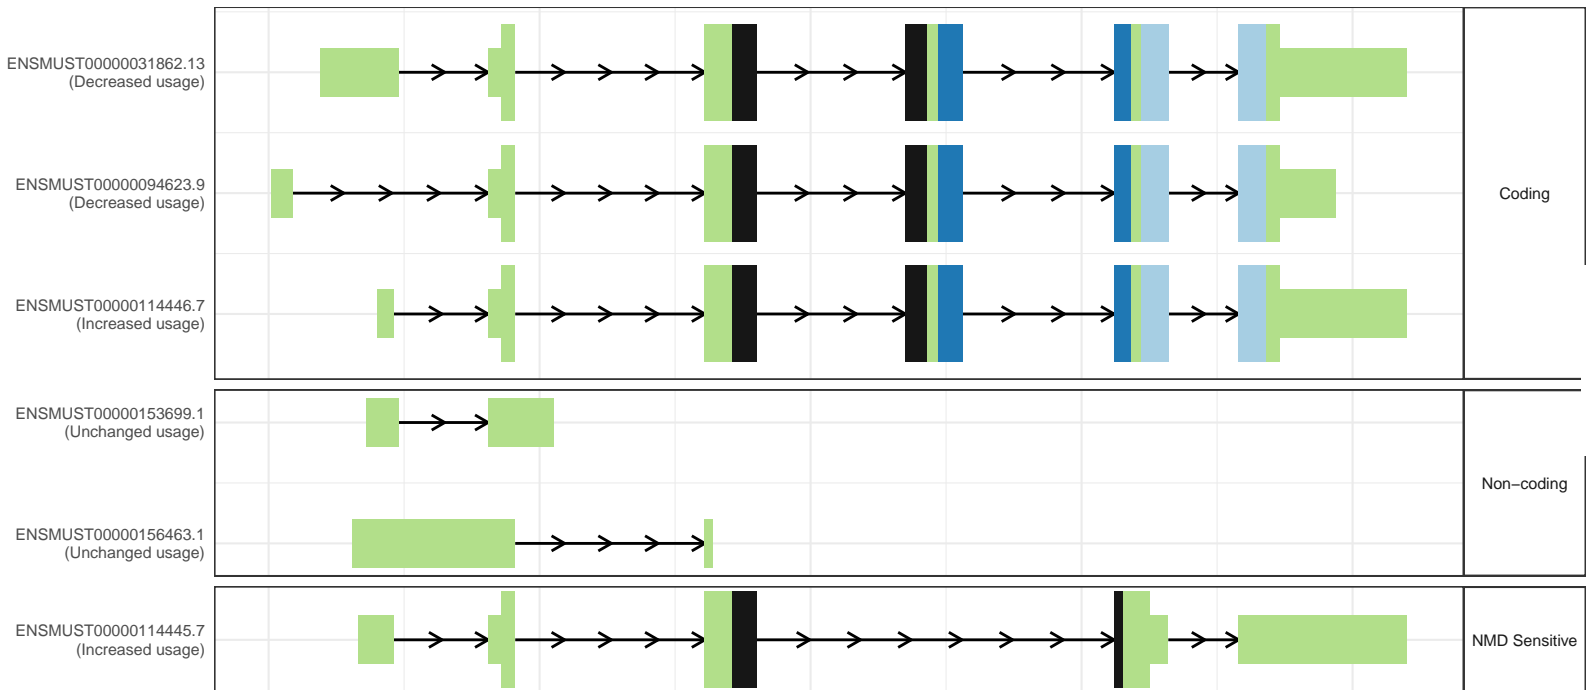 ENSMUST00000031862.13
(Decreased usage)
ENSMUST00000094623.9
(Decreased usage)
ENSMUST00000114446.7
(Increased usage)
Coding
ENSMUST00000153699.1
(Unchanged usage)
ENSMUST00000156463.1
(Unchanged usage)
Non−coding
ENSMUST00000114445.7
(Increased usage)
NMD Sensitive